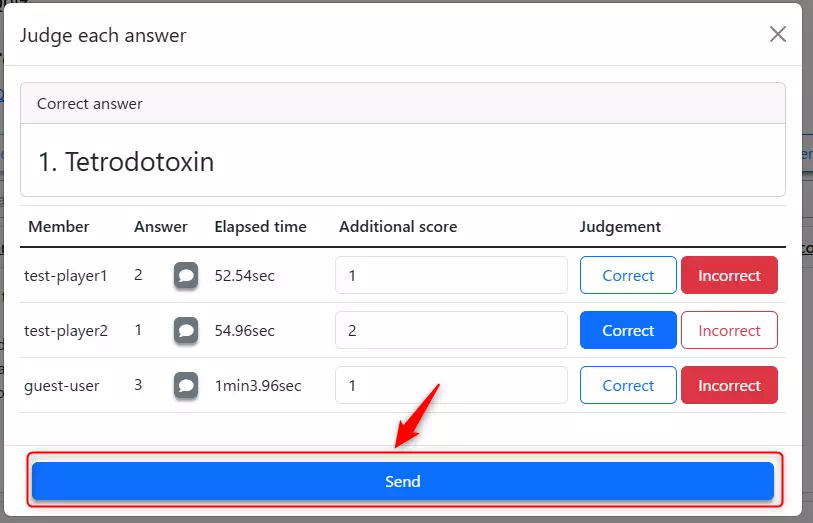 Judge each answer
Correct answer
1. Tetrodotoxin
Member Answer Elapsed time Additional score Judgement
test-player1 2 52.54sec 1 Correct Incorrect
test-player2 1 54.96sec 2 Correct Incorrect
guest-user 3 1min3.96sec 1 Correct Incorrect
Send